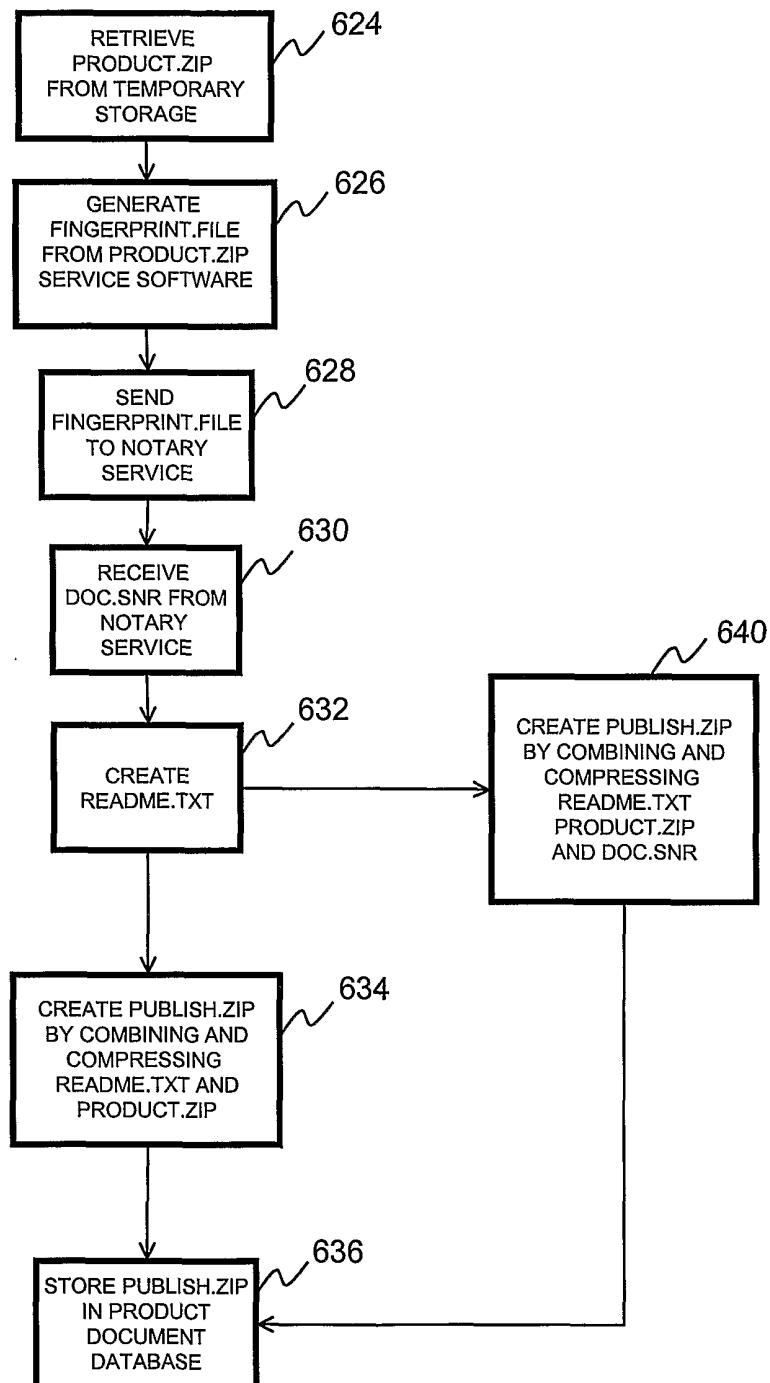 624
RETRIEVE
PRODUCT.ZIP
FROM TEMPORARY
STORAGE
626
GENERATE
FINGERPRINT.FILE
FROM PRODUCT.ZIP
SERVICE SOFTWARE
628
SEND
FINGERPRINT.FILE
TO NOTARY
SERVICE
630
RECEIVE
DOC.SNR FROM
NOTARY
SERVICE
632
CREATE
README.TXT
640
CREATE PUBLISH.ZIP
BY COMBINING AND
COMPRESSING
README.TXT
PRODUCT.ZIP
AND DOC.SNR
634
CREATE PUBLISH.ZIP
BY COMBINING AND
COMPRESSING
README.TXT AND
PRODUCT.ZIP
636
STORE PUBLISH.ZIP
IN PRODUCT
DOCUMENT
DATABASE